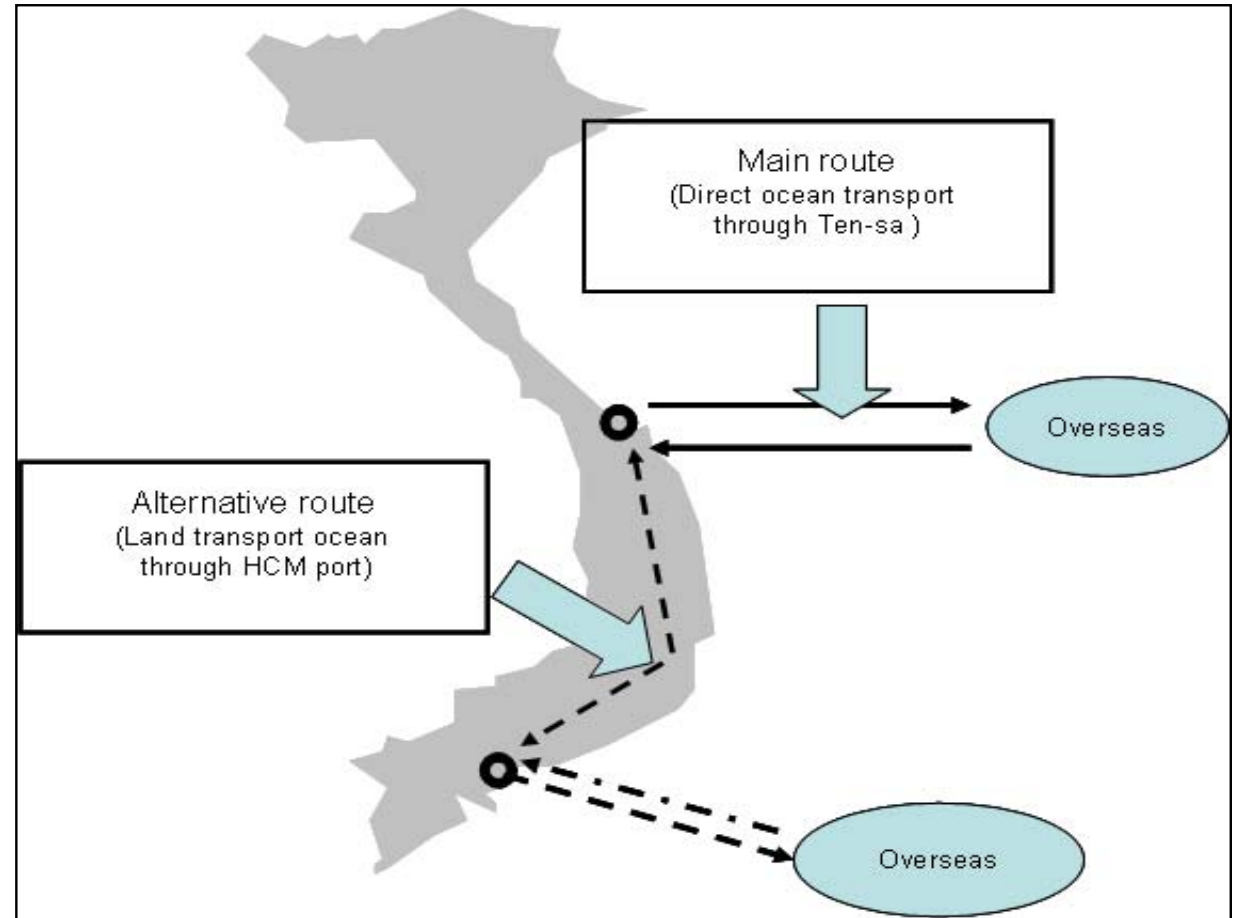 Main route
(Direct ocean transport
through Ten-sa )
Overseas
Alternative route
(Land transport ocean
through HCM port)
Overseas